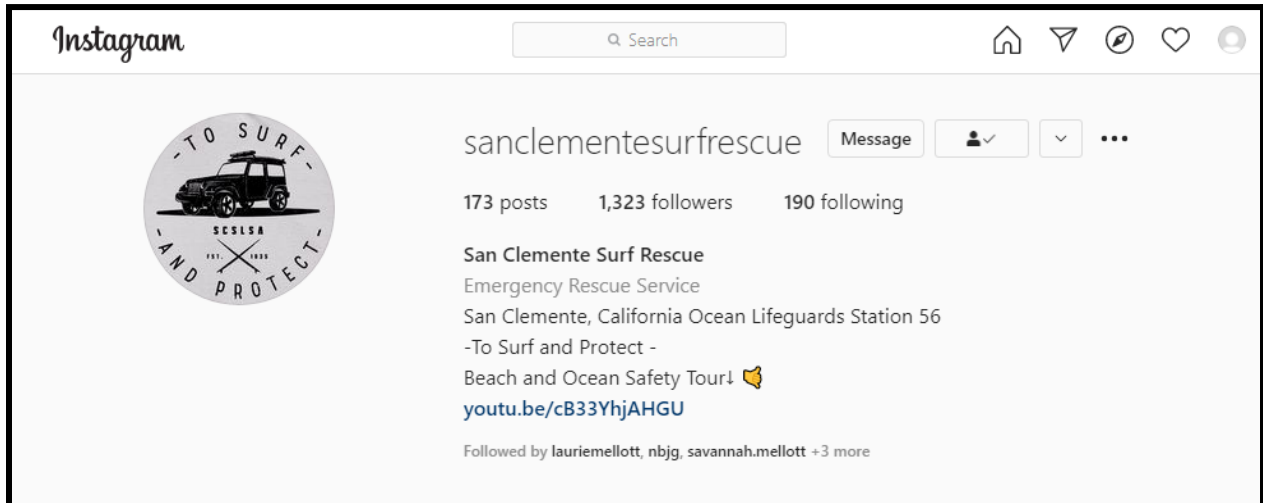 Instagram
Search
sanclementesurfrescue Message
173 posts 1,323 followers 190 following
-TO SURF-
SCSLSA
EST. 1935
-AND PROTECT-
San Clemente Surf Rescue
Emergency Rescue Service
San Clemente, California Ocean Lifeguards Station 56
-To Surf and Protect -
Beach and Ocean Safety Tour↓ 🤙
youtu.be/cB33YhjAHGU
Followed by lauriemellott, nbjg, savannah.mellott +3 more